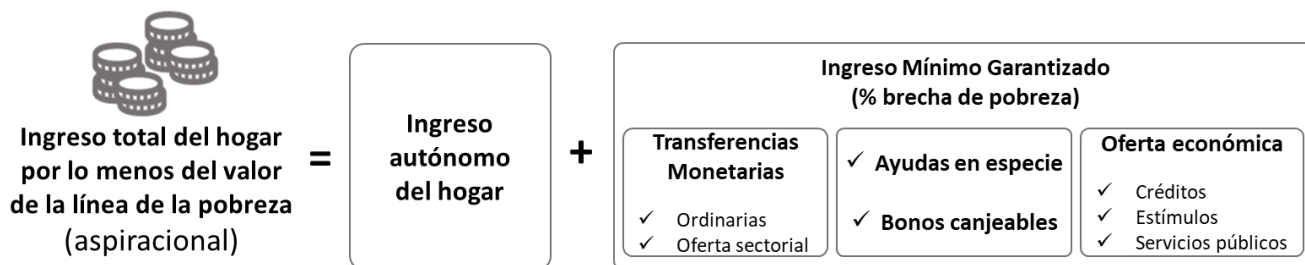 Ingreso total del hogar
por lo menos del valor
de la línea de la pobreza
(aspiracional)
=
Ingreso
autónomo
del hogar
+
Ingreso Mínimo Garantizado
(% brecha de pobreza)
Transferencias
Monetarias
✓ Ordinarias
✓ Oferta sectorial
✓ Ayudas en especie
✓ Bonos canjeables
Oferta económica
✓ Créditos
✓ Estímulos
✓ Servicios públicos